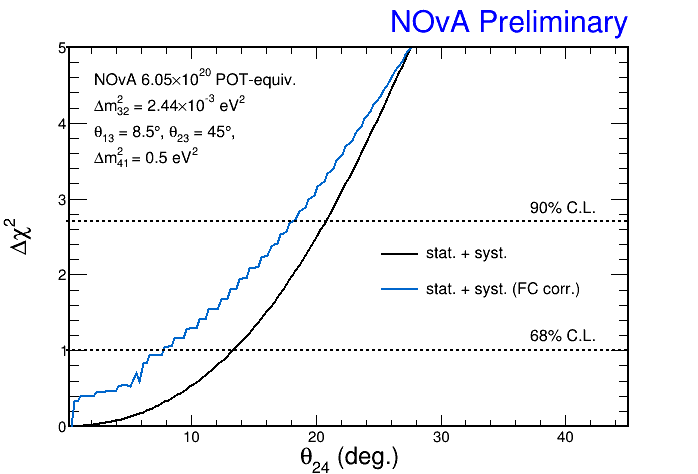 NOvA Preliminary
NOvA 6.05×10²⁰ POT-equiv.
Δm²₃₂ = 2.44×10⁻³ eV²
θ₁₃ = 8.5°, θ₂₃ = 45°,
Δm²₄₁ = 0.5 eV²
90% C.L.
stat. + syst.
stat. + syst. (FC corr.)
68% C.L.
Δχ²
5
4
3
2
1
0
10
20
30
40
θ₂₄ (deg.)